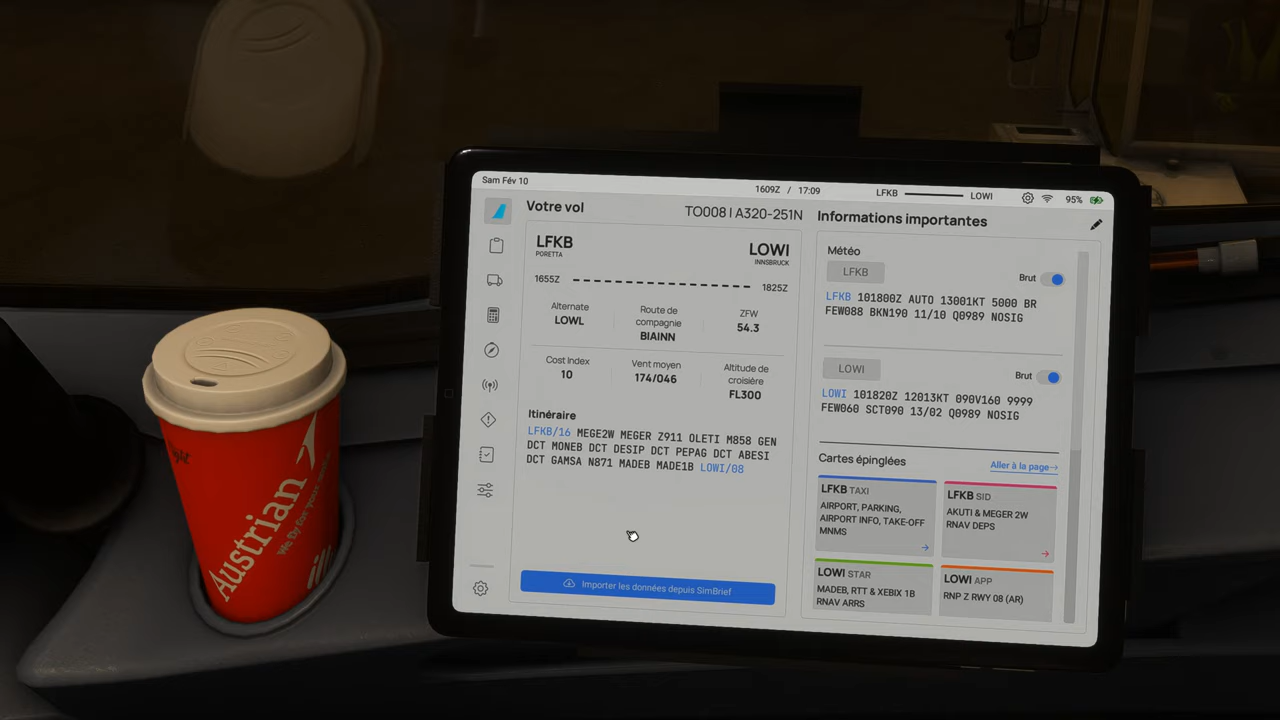 Sam Fév 10
1609Z / 17:09
LFKB
LOWI
95%
Votre vol
TO008 | A320-251N
LFKB
PORETTA
LOWI
INNSBRUCK
1655Z
1825Z
Alternate
LOWL
Route de
compagnie
BIAINN
ZFW
54.3
Cost Index
10
Vent moyen
174/046
Altitude de
croisière
FL300
Itinéraire
LFKB/16 MEGE2W MEGER Z911 OLETI M858 GEN
DCT MONEB DCT DESIP DCT PEPAG DCT ABESI
DCT GAMSA N871 MADEB MADE1B LOWI/08
Importer les données depuis SimBrief
Informations importantes
Météo
LFKB
Brut
LFKB 101800Z AUTO 13001KT 5000 BR
FEW088 BKN190 11/10 Q0989 NOSIG
LOWI
Brut
LOWI 101820Z 12013KT 090V160 9999
FEW060 SCT090 13/02 Q0989 NOSIG
Cartes épinglées
Aller à la page
LFKB TAXI
AIRPORT, PARKING,
AIRPORT INFO, TAKE-OFF
MNMS
LFKB SID
AKUTI & MEGER 2W
RNAV DEPS
LOWI STAR
MADEB, RTT & XEBIX 1B
RNAV ARRS
LOWI APP
RNP Z RWY 08 (AR)
Austrian
We fly for your smile